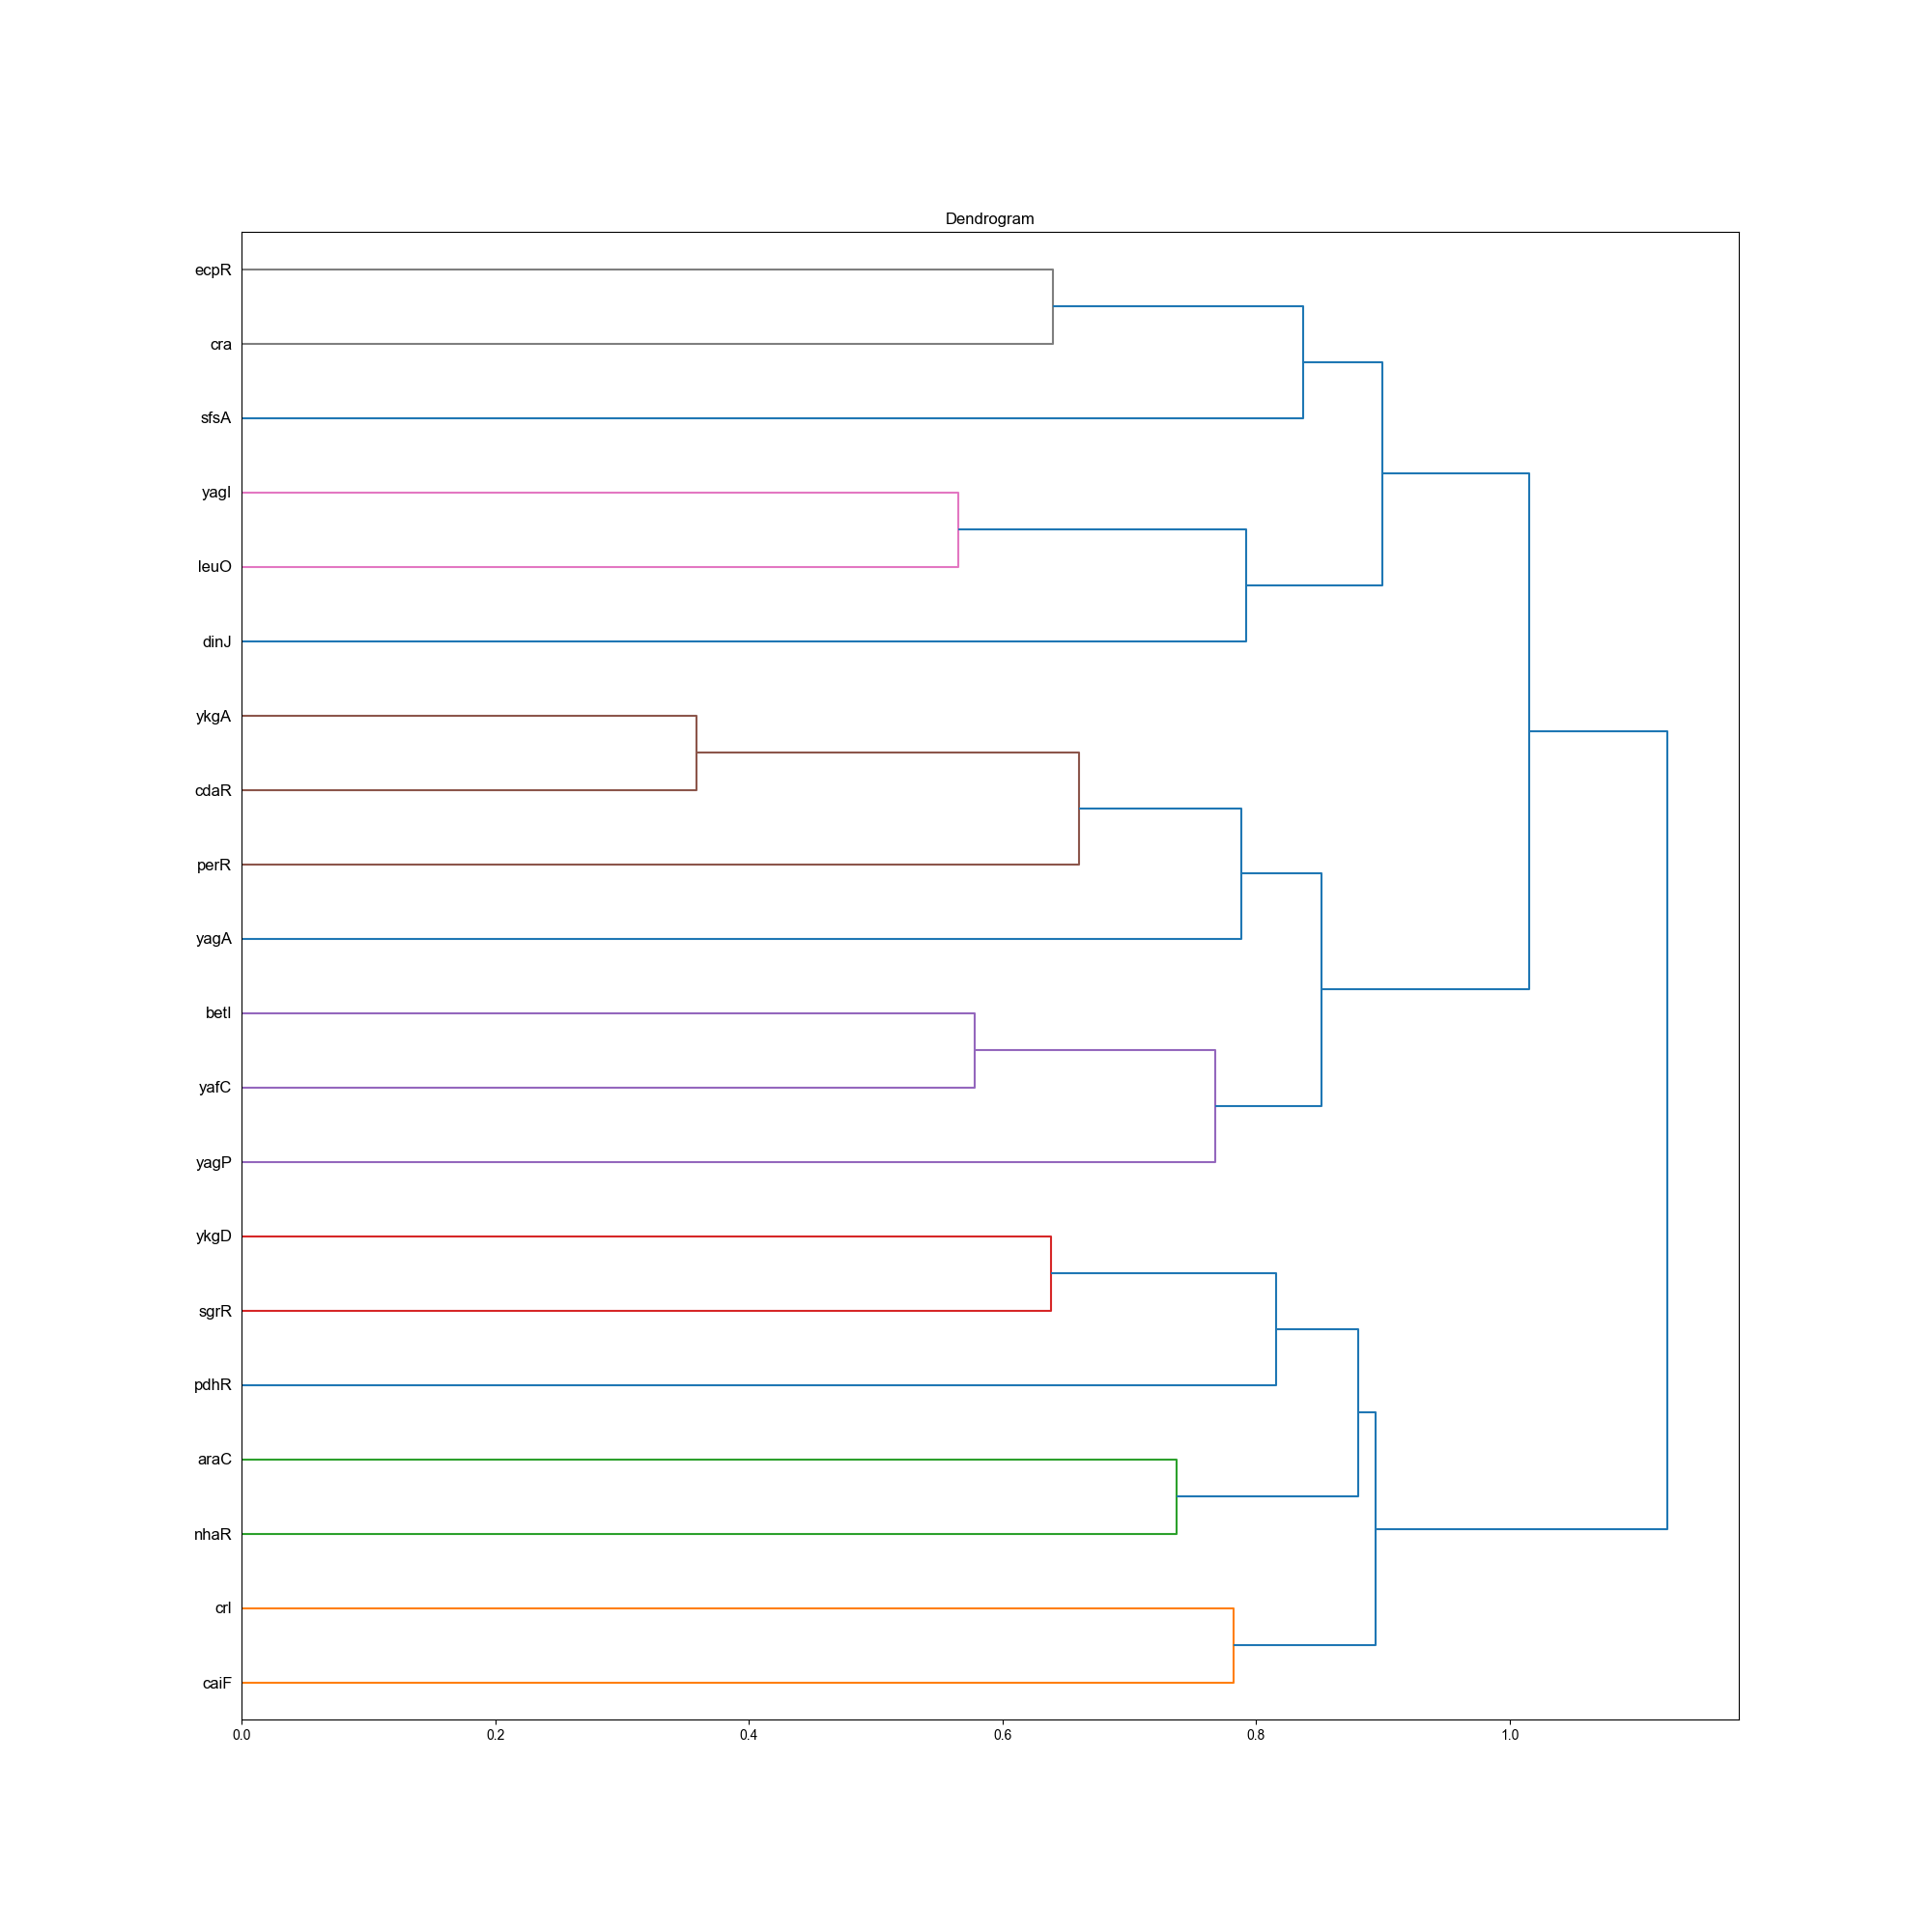 Dendrogram
ecpR
cra
sfsA
yagI
leuO
dinJ
ykgA
cdaR
perR
yagA
betI
yafC
yagP
ykgD
sgrR
pdhR
araC
nhaR
crl
caiF
0.0 0.2 0.4 0.6 0.8 1.0